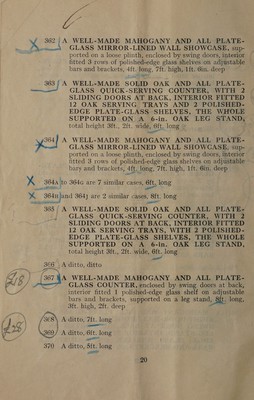 362 A WELL-MADE MAHOGANY AND ALL PLATE-
GLASS MIRROR-LINED WALL SHOWCASE, sup-
ported on a loose plinth, enclosed by swing doors, interior
fitted 3 rows of polished-edge glass shelves on adjustable
bars and brackets, 4ft. long, 7ft. high, 1ft. 6in. deep
363 A WELL-MADE SOLID OAK AND ALL PLATE-
GLASS QUICK-SERVING COUNTER, WITH 2
SLIDING DOORS AT BACK, INTERIOR FITTED
12 OAK SERVING TRAYS AND 2 POLISHED-
EDGE PLATE-GLASS SHELVES, THE WHOLE
SUPPORTED ON A 6-in. OAK LEG STAND,
total height 3ft., 2ft. wide, 6ft. long
364 A WELL-MADE MAHOGANY AND ALL PLATE-
GLASS MIRROR-LINED WALL SHOWCASE, sup-
ported on a loose plinth, enclosed by swing doors, interior
fitted 3 rows of polished-edge glass shelves on adjustable
bars and brackets, 4ft. long, 7ft. high, 1ft. 6in. deep
X 364A to 364G are 7 similar cases, 6ft. long
X 364H and 364J are 2 similar cases, 8ft. long
365 A WELL-MADE SOLID OAK AND ALL PLATE-
GLASS QUICK-SERVING COUNTER, WITH 2
SLIDING DOORS AT BACK, INTERIOR FITTED
12 OAK SERVING TRAYS, WITH 2 POLISHED-
EDGE PLATE-GLASS SHELVES, THE WHOLE
SUPPORTED ON A 6-in. OAK LEG STAND,
total height 3ft., 2ft. wide, 6ft. long
366 A ditto, ditto
367 A WELL-MADE MAHOGANY AND ALL PLATE-
GLASS COUNTER, enclosed by swing doors at back,
interior fitted 1 polished-edge glass shelf on adjustable
bars and brackets, supported on a leg stand, long,
3ft. high, 2ft. deep
368 A ditto, 7ft. long
369 A ditto, 6ft. long
370 A ditto, 5ft. long
20